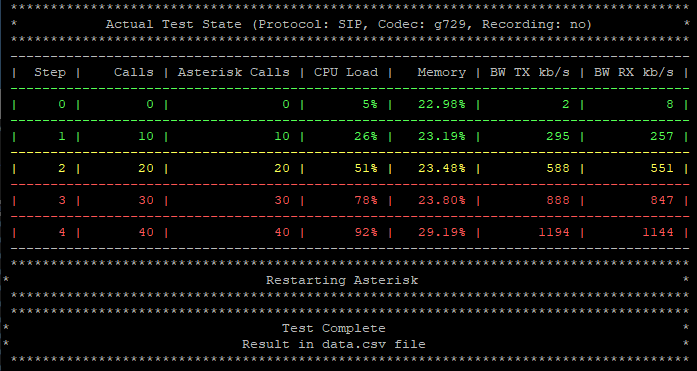 ***********************************************************************************
* Actual Test State (Protocol: SIP, Codec: g729, Recording: no) *
***********************************************************************************
-----------------------------------------------------------------------------------
| Step | Calls | Asterisk Calls | CPU Load | Memory | BW TX kb/s | BW RX kb/s |
-----------------------------------------------------------------------------------
| 0 | 0 | 0 | 5% | 22.98% | 2 | 8 |
-----------------------------------------------------------------------------------
| 1 | 10 | 10 | 26% | 23.19% | 295 | 257 |
-----------------------------------------------------------------------------------
| 2 | 20 | 20 | 51% | 23.48% | 588 | 551 |
-----------------------------------------------------------------------------------
| 3 | 30 | 30 | 78% | 23.80% | 888 | 847 |
-----------------------------------------------------------------------------------
| 4 | 40 | 40 | 92% | 29.19% | 1194 | 1144 |
-----------------------------------------------------------------------------------
***********************************************************************************
* Restarting Asterisk *
***********************************************************************************
***********************************************************************************
* Test Complete *
* Result in data.csv file *
***********************************************************************************